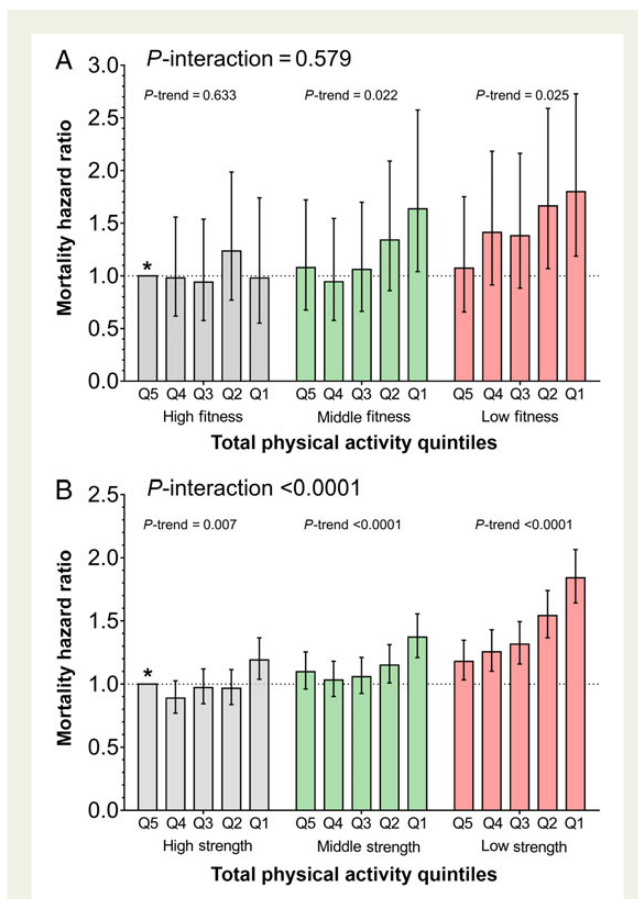 A
P-interaction = 0.579
P-trend = 0.633
P-trend = 0.022
P-trend = 0.025
Mortality hazard ratio
3.0
2.5
2.0
1.5
1.0
0.5
0.0
*
Q5 Q4 Q3 Q2 Q1
Q5 Q4 Q3 Q2 Q1
Q5 Q4 Q3 Q2 Q1
High fitness
Middle fitness
Low fitness
Total physical activity quintiles
B
P-interaction <0.0001
P-trend = 0.007
P-trend <0.0001
P-trend <0.0001
Mortality hazard ratio
2.5
2.0
1.5
1.0
0.5
0.0
*
Q5 Q4 Q3 Q2 Q1
Q5 Q4 Q3 Q2 Q1
Q5 Q4 Q3 Q2 Q1
High strength
Middle strength
Low strength
Total physical activity quintiles